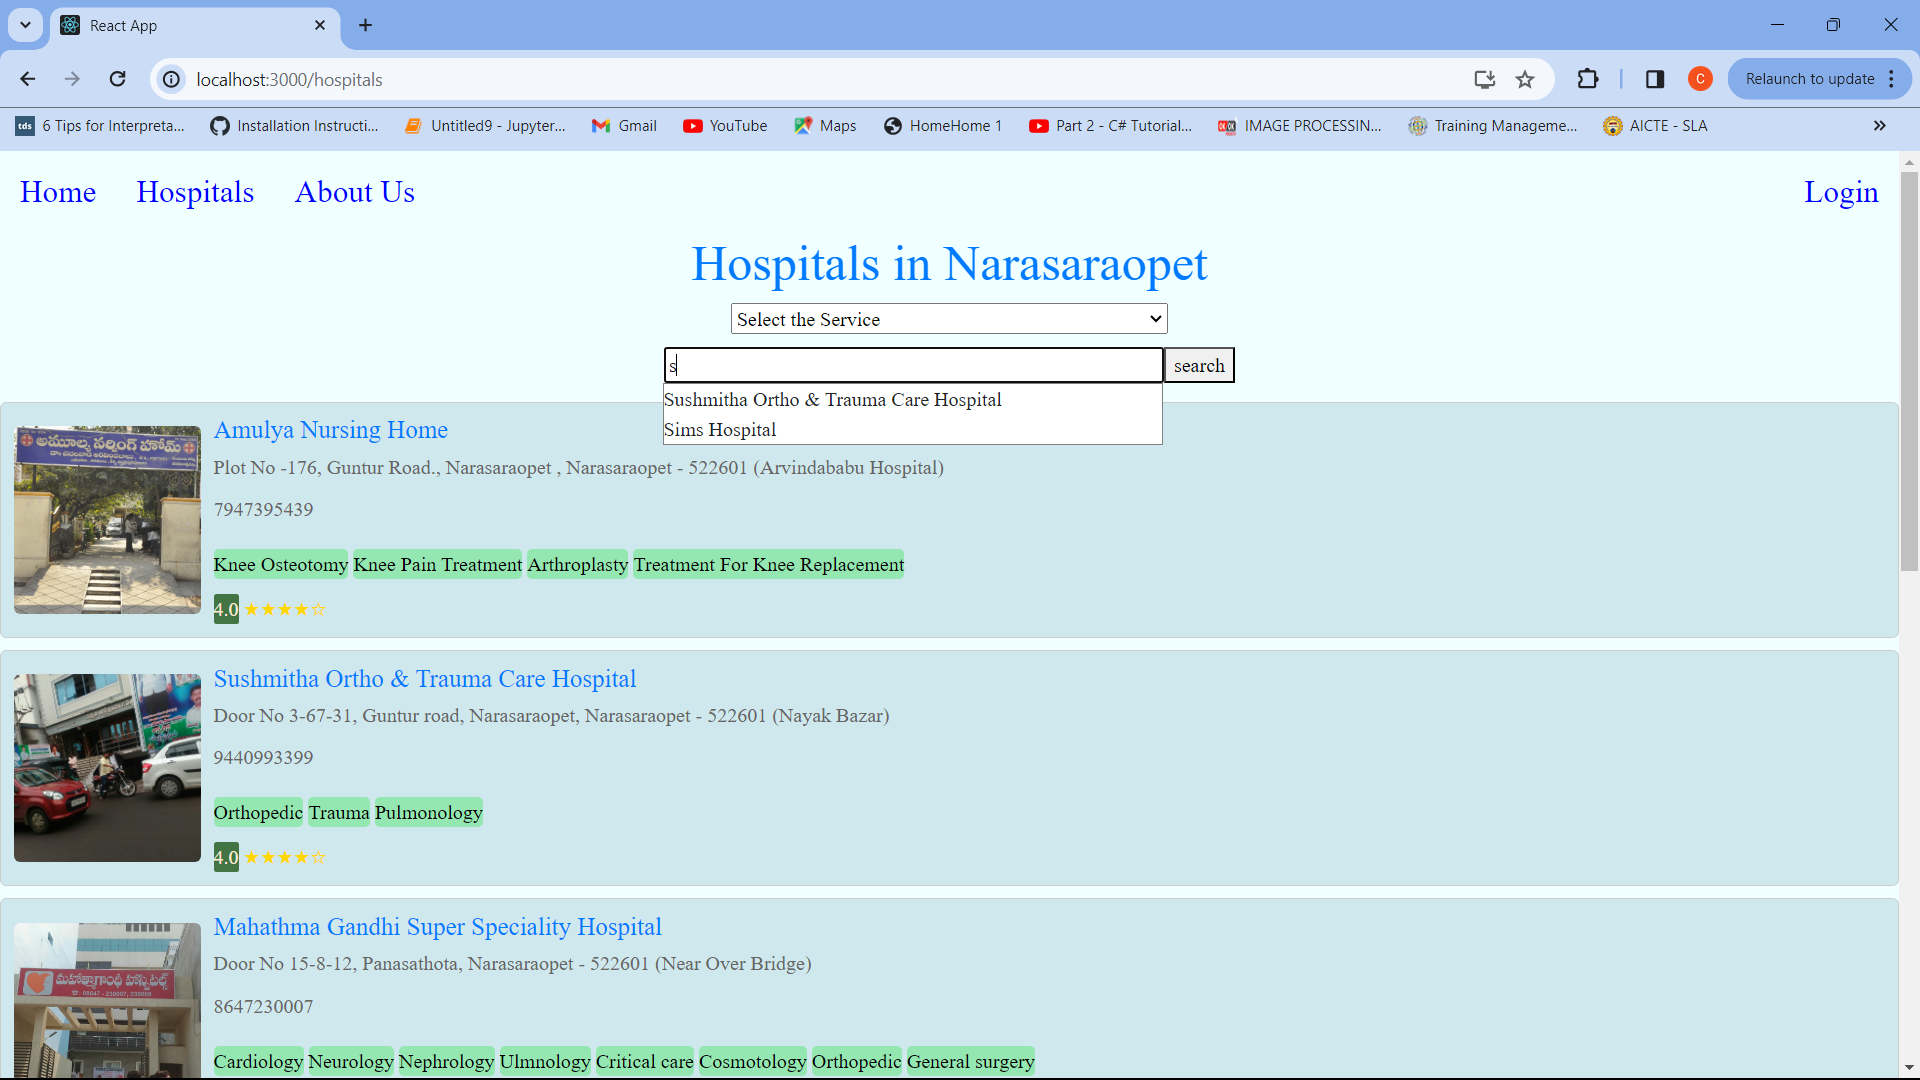 React App
localhost:3000/hospitals
Relaunch to update
C
tds 6 Tips for Interpreta... Installation Instructi... Untitled9 - Jupyter... Gmail YouTube Maps HomeHome 1 Part 2 - C# Tutorial... IMAGE PROCESSIN... Training Manageme... AICTE - SLA
Home Hospitals About Us Login
Hospitals in Narasaraopet
Select the Service
s search
Sushmitha Ortho & Trauma Care Hospital
Sims Hospital
అమూల్య నర్సింగ్ హోమ్
Amulya Nursing Home
Plot No -176, Guntur Road., Narasaraopet , Narasaraopet - 522601 (Arvindababu Hospital)
7947395439
Knee Osteotomy Knee Pain Treatment Arthroplasty Treatment For Knee Replacement
4.0 ★★★★☆
Sushmitha Ortho & Trauma Care Hospital
Door No 3-67-31, Guntur road, Narasaraopet, Narasaraopet - 522601 (Nayak Bazar)
9440993399
Orthopedic Trauma Pulmonology
4.0 ★★★★☆
మహాత్మాగాంధీ హాస్పిటల్స్
Mahathma Gandhi Super Speciality Hospital
Door No 15-8-12, Panasathota, Narasaraopet - 522601 (Near Over Bridge)
8647230007
Cardiology Neurology Nephrology Ulmnology Critical care Cosmotology Orthopedic General surgery